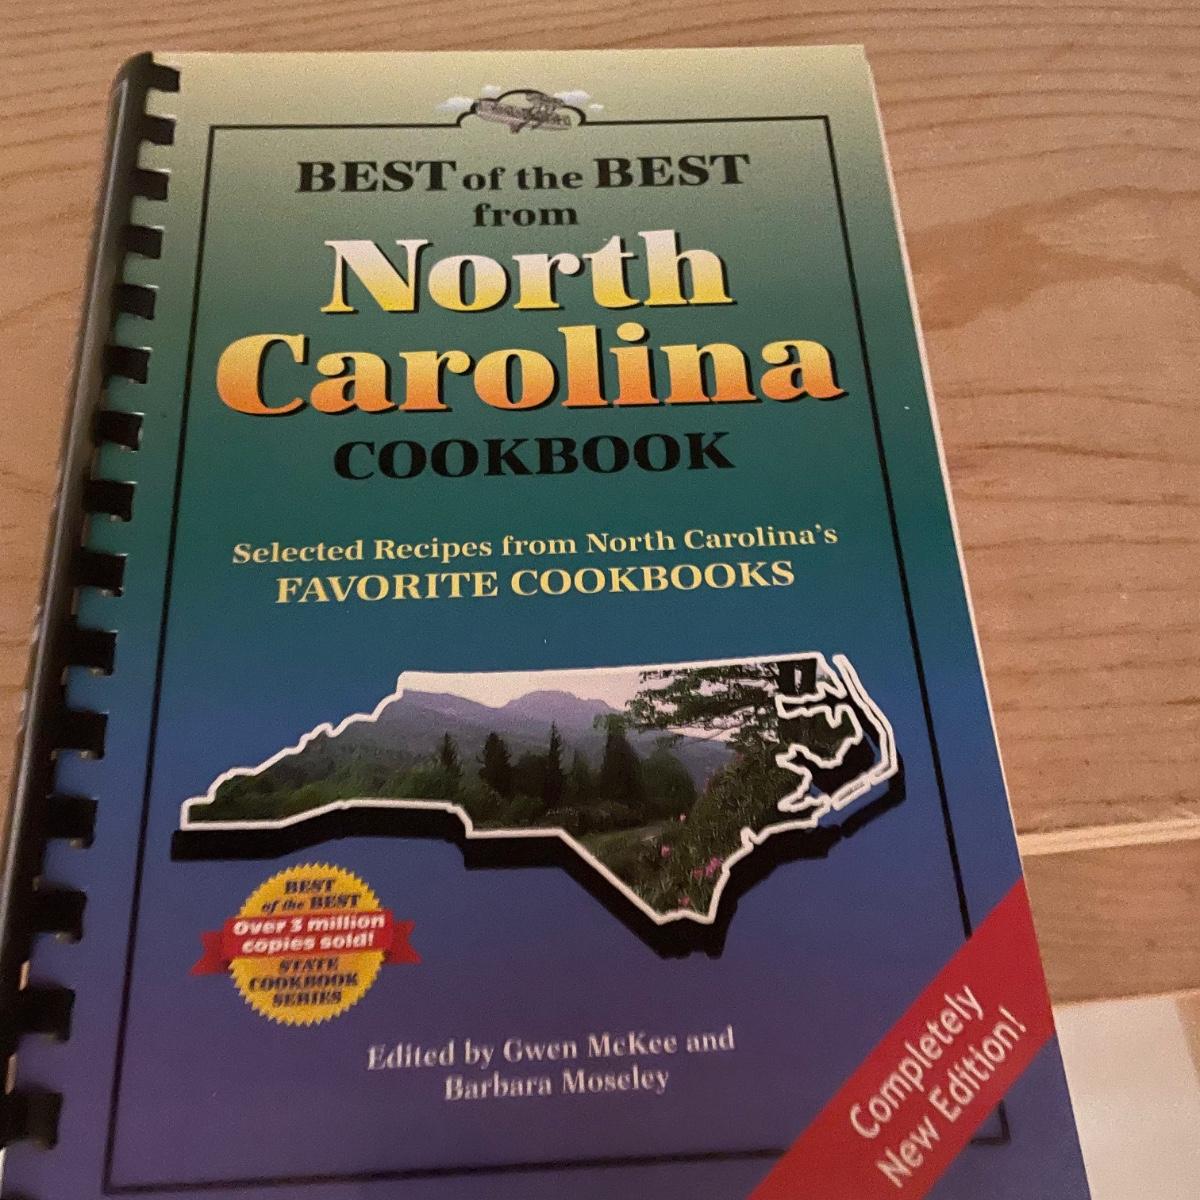 BEST of the BEST
from
North
Carolina
COOKBOOK
Selected Recipes from North Carolina's
FAVORITE COOKBOOKS
BEST
of the BEST
Over 3 million
copies sold!
STATE
COOKBOOK
SERIES
Edited by Gwen McKee and
Barbara Moseley
Completely
New Edition!